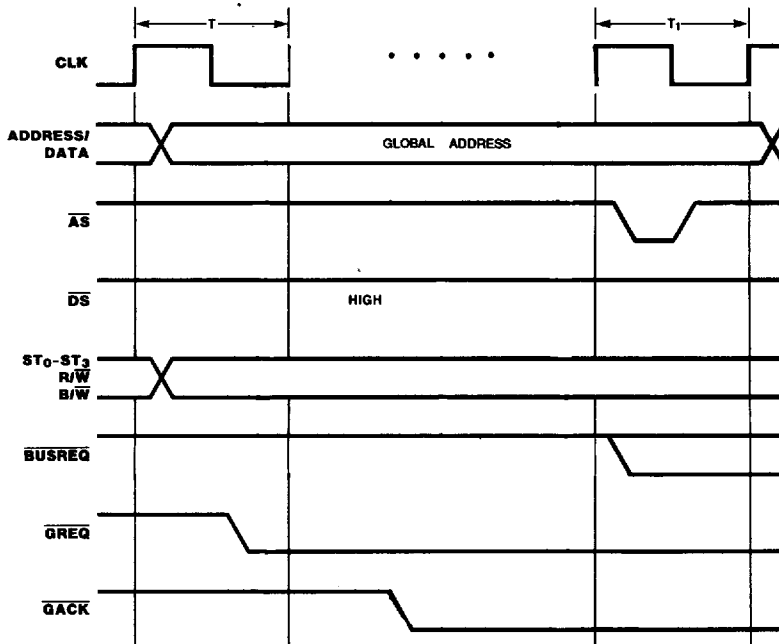 T
T₁
CLK
ADDRESS/
DATA
GLOBAL ADDRESS
AS
DS
HIGH
ST₀-ST₃
R/W
B/W
BUSREQ
GREQ
GACK